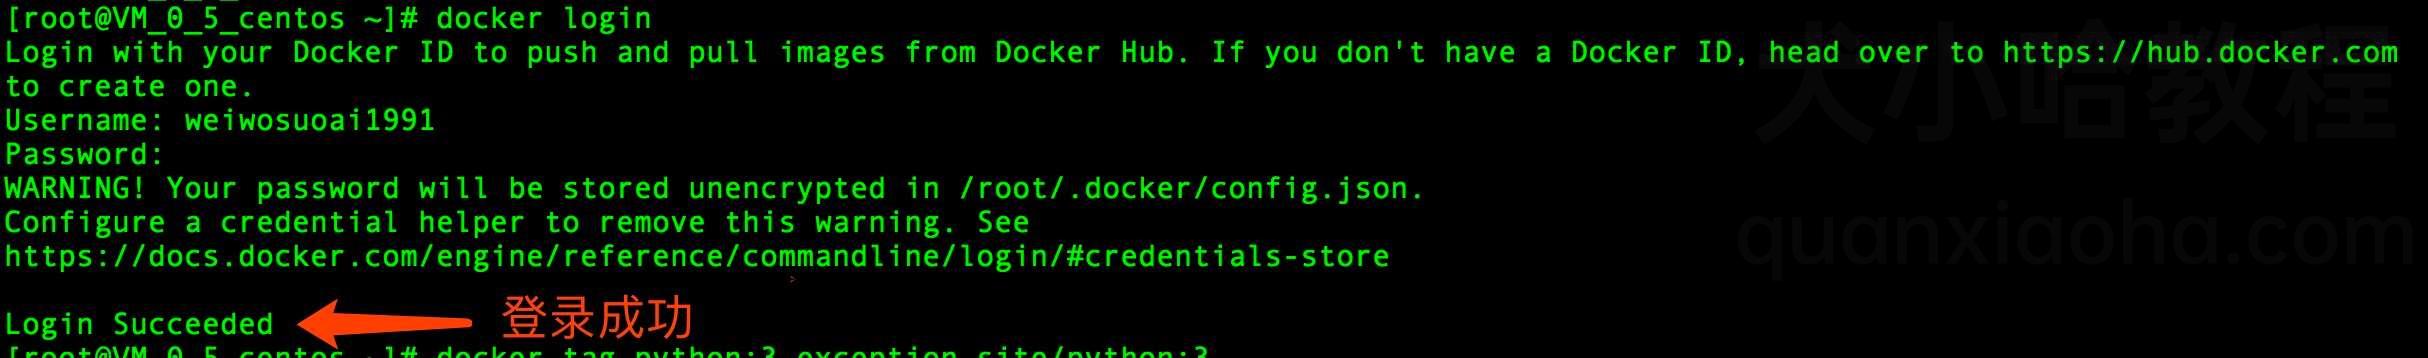 [root@VM_0_5_centos ~]# docker login
Login with your Docker ID to push and pull images from Docker Hub. If you don't have a Docker ID, head over to https://hub.docker.com
to create one.
Username: weiwosuoai1991
Password:
WARNING! Your password will be stored unencrypted in /root/.docker/config.json.
Configure a credential helper to remove this warning. See
https://docs.docker.com/engine/reference/commandline/login/#credentials-store
Login Succeeded 登录成功
[root@VM_0_5_centos ~]# docker tag python:3 exception.site/python:3
犬小哈教程
quanxiaoha.com